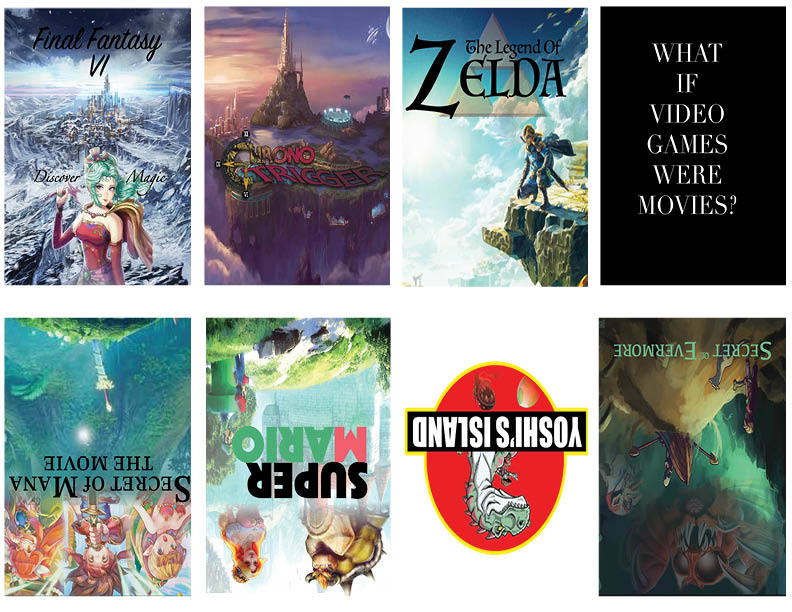 Final Fantasy
VI
Discover Magic
CHRONO
TRIGGER
The Legend Of
ZELDA
WHAT
IF
VIDEO
GAMES
WERE
MOVIES?
SECRET OF MANA
THE MOVIE
SUPER
MARIO
YOSHI'S ISLAND
SECRET OF EVERMORE